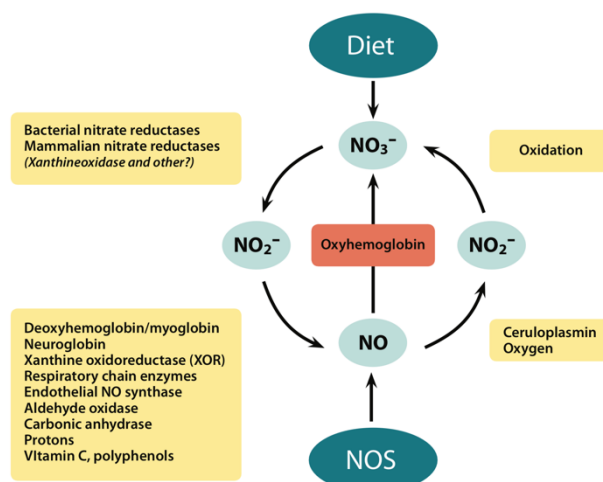 Diet
Bacterial nitrate reductases
Mammalian nitrate reductases
(Xanthineoxidase and other?)
NO₃⁻
Oxidation
NO₂⁻
Oxyhemoglobin
NO₂⁻
Deoxyhemoglobin/myoglobin
Neuroglobin
Xanthine oxidoreductase (XOR)
Respiratory chain enzymes
Endothelial NO synthase
Aldehyde oxidase
Carbonic anhydrase
Protons
VItamin C, polyphenols
NO
Ceruloplasmin
Oxygen
NOS